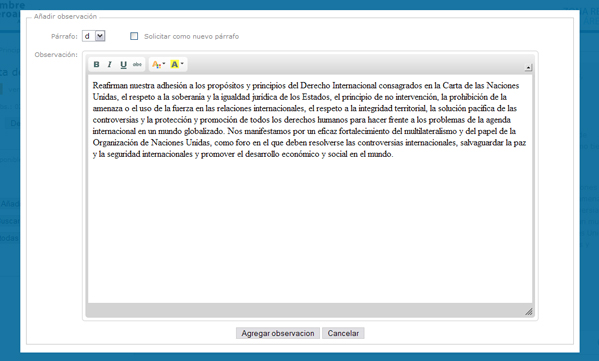 mbre
Añadir observación
Párrafo: d Solicitar como nuevo párrafo
Observación:
B I U abc A A
Reafirman nuestra adhesión a los propósitos y principios del Derecho Internacional consagrados en la Carta de las Naciones
Unidas, el respeto a la soberania y la igualdad jurídica de los Estados, el principio de no intervención, la prohibición de la
amenaza o el uso de la fuerza en las relaciones internacionales, el respeto a la integridad territorial, la solución pacífica de las
controversias y la protección y promoción de todos los derechos humanos para hacer frente a los problemas de la agenda
internacional en un mundo globalizado. Nos manifestamos por un eficaz fortalecimiento del multilateralismo y del papel de la
Organización de Naciones Unidas, como foro en el que deben resolverse las controversias internacionales, salvaguardar la paz
y la seguridad internacionales y promover el desarrollo económico y social en el mundo.
Agregar observacion Cancelar